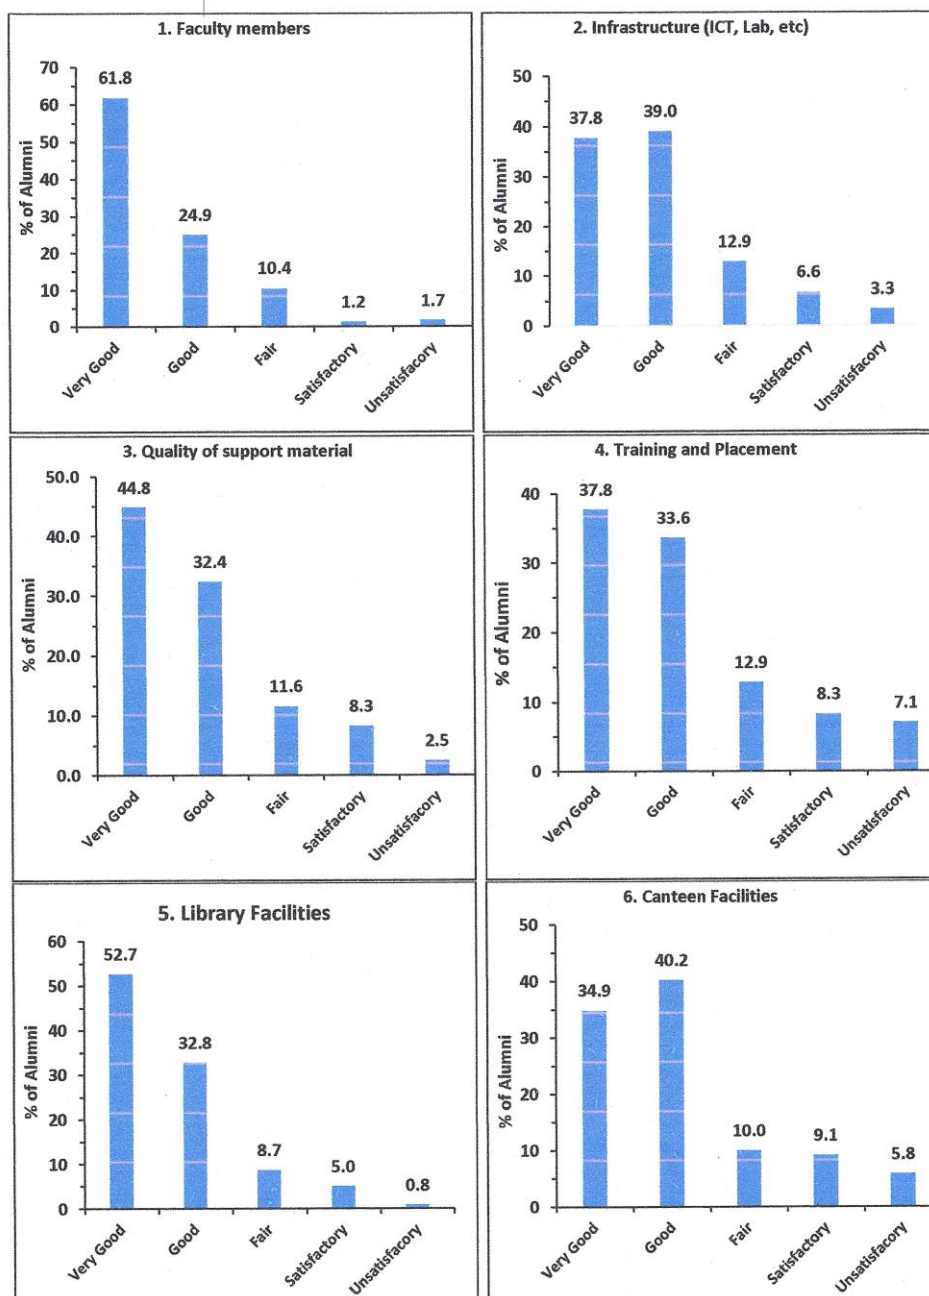 1. Faculty members
% of Alumni
70
60
50
40
30
20
10
0
61.8
24.9
10.4
1.2
1.7
Very Good
Good
Fair
Satisfactory
Unsatisfacory
2. Infrastructure (ICT, Lab, etc)
% of Alumni
50
40
30
20
10
0
37.8
39.0
12.9
6.6
3.3
Very Good
Good
Fair
Satisfactory
Unsatisfacory
3. Quality of support material
% of Alumni
50.0
40.0
30.0
20.0
10.0
0.0
44.8
32.4
11.6
8.3
2.5
Very Good
Good
Fair
Satisfactory
Unsatisfacory
4. Training and Placement
% of Alumni
40
30
20
10
0
37.8
33.6
12.9
8.3
7.1
Very Good
Good
Fair
Satisfactory
Unsatisfacory
5. Library Facilities
% of Alumni
60
50
40
30
20
10
0
52.7
32.8
8.7
5.0
0.8
Very Good
Good
Fair
Satisfactory
Unsatisfacory
6. Canteen Facilities
% of Alumni
50
40
30
20
10
0
34.9
40.2
10.0
9.1
5.8
Very Good
Good
Fair
Satisfactory
Unsatisfacory